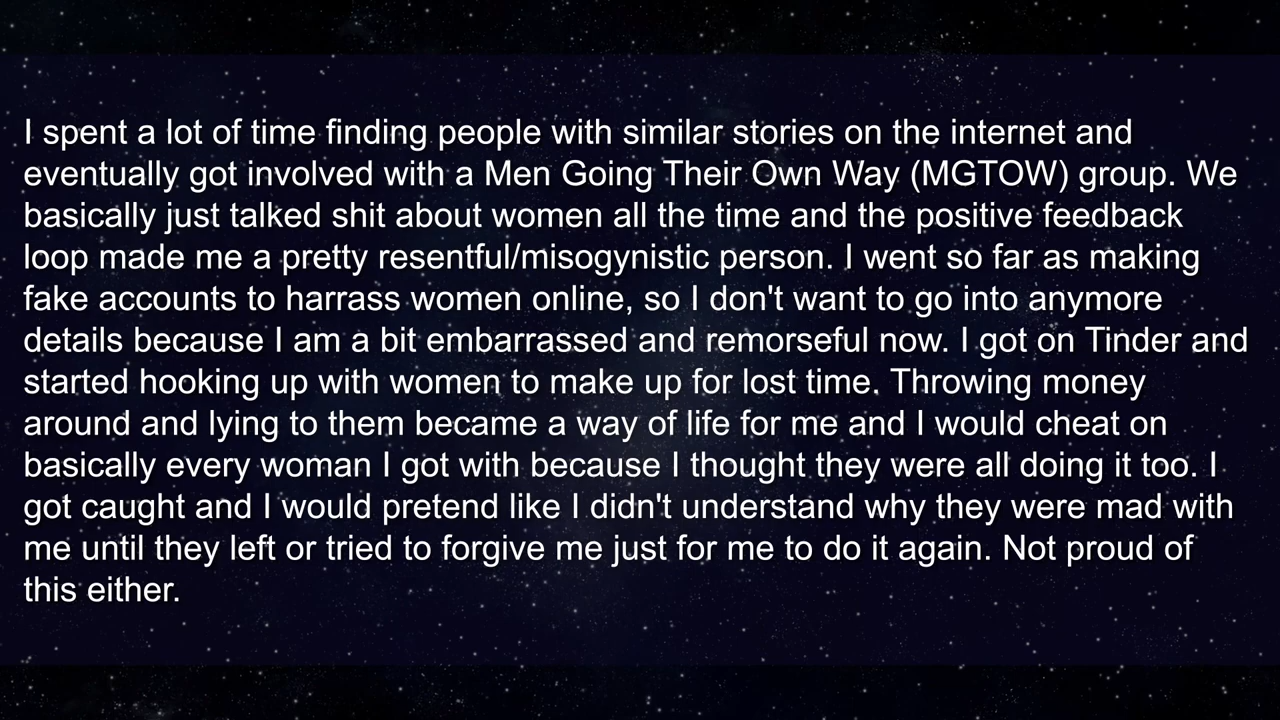 I spent a lot of time finding people with similar stories on the internet and
eventually got involved with a Men Going Their Own Way (MGTOW) group. We
basically just talked shit about women all the time and the positive feedback
loop made me a pretty resentful/misogynistic person. I went so far as making
fake accounts to harrass women online, so I don't want to go into anymore
details because I am a bit embarrassed and remorseful now. I got on Tinder and
started hooking up with women to make up for lost time. Throwing money
around and lying to them became a way of life for me and I would cheat on
basically every woman I got with because I thought they were all doing it too. I
got caught and I would pretend like I didn't understand why they were mad with
me until they left or tried to forgive me just for me to do it again. Not proud of
this either.